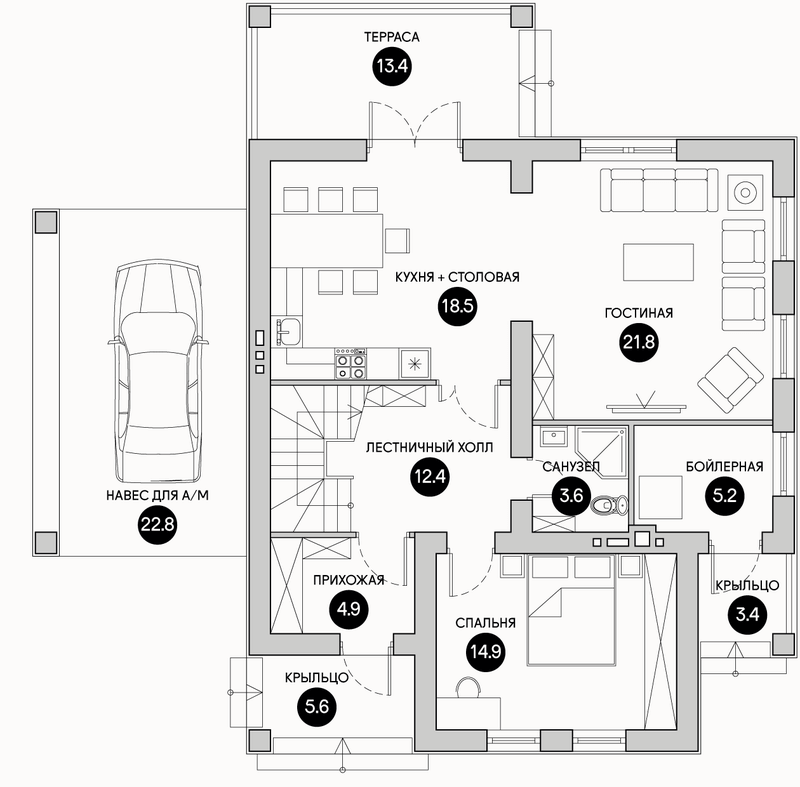 ТЕРРАСА
13.4
КУХНЯ + СТОЛОВАЯ
18.5
ГОСТИНАЯ
21.8
ЛЕСТНИЧНЫЙ ХОЛЛ
12.4
САНУЗЕЛ
3.6
БОЙЛЕРНАЯ
5.2
НАВЕС ДЛЯ А/М
22.8
ПРИХОЖАЯ
4.9
КРЫЛЬЦО
3.4
СПАЛЬНЯ
14.9
КРЫЛЬЦО
5.6